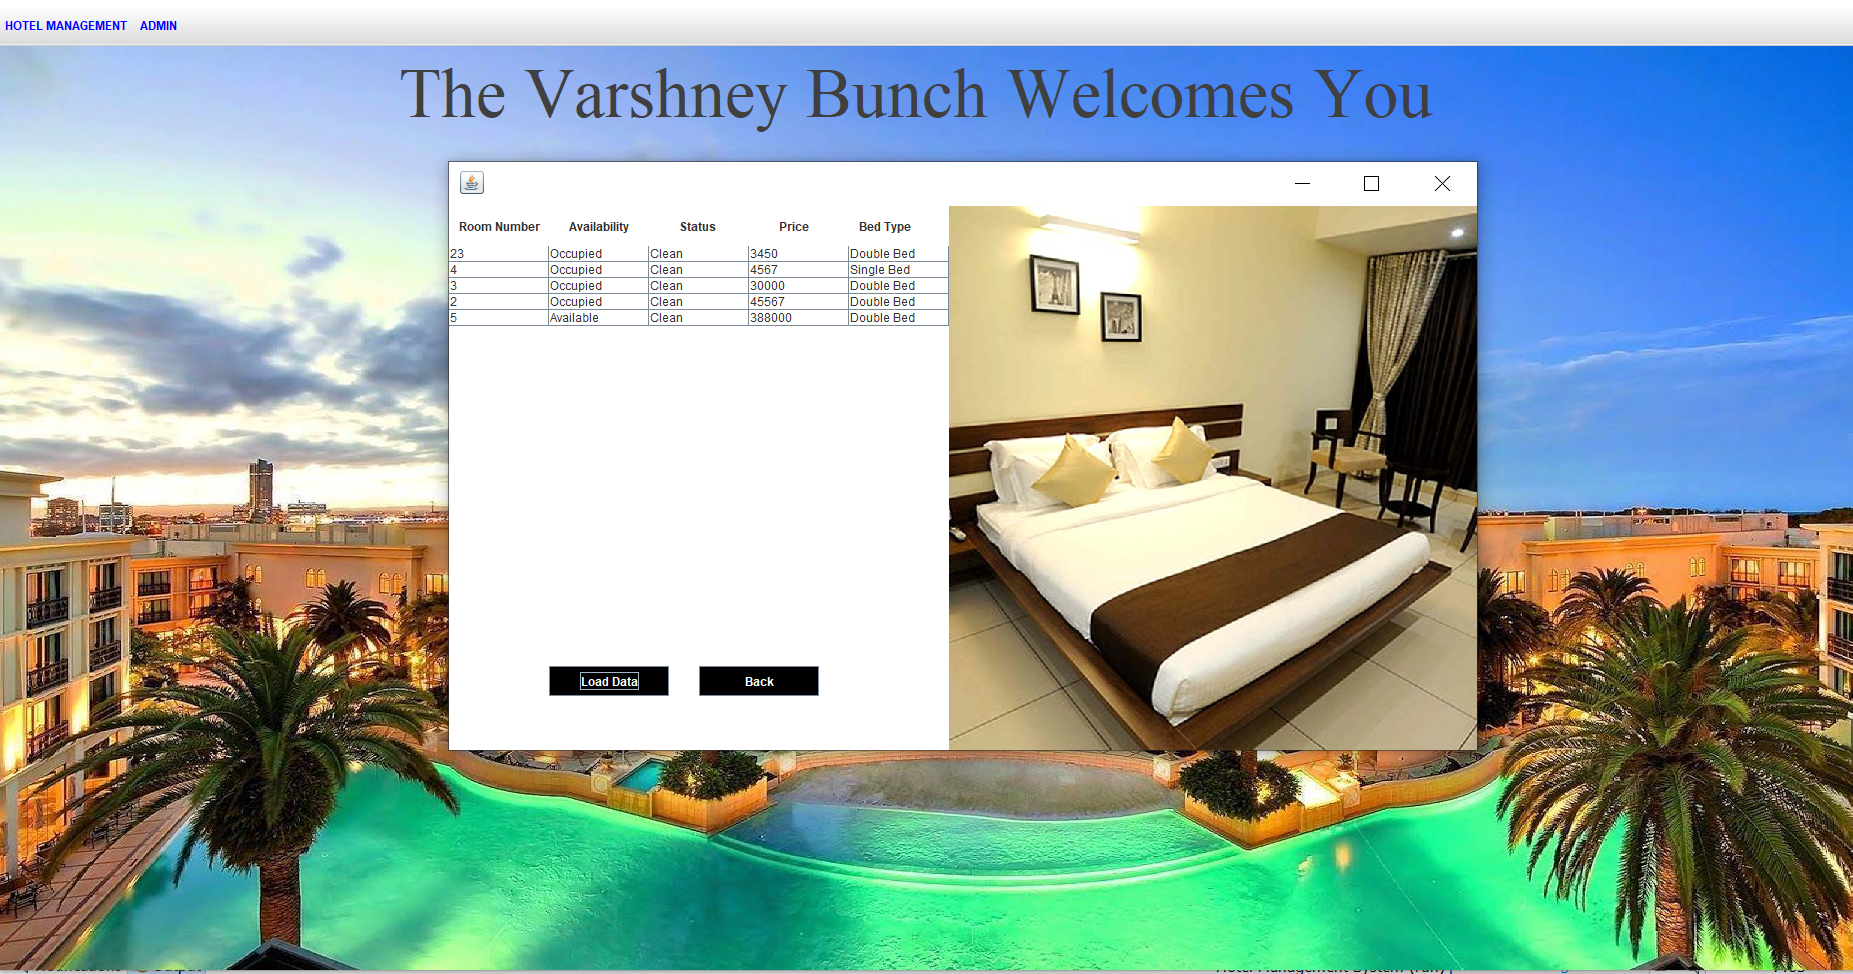 HOTEL MANAGEMENT ADMIN
The Varshney Bunch Welcomes You
Room Number Availability Status Price Bed Type
23 Occupied Clean 3450 Double Bed
4 Occupied Clean 4567 Single Bed
3 Occupied Clean 30000 Double Bed
2 Occupied Clean 45567 Double Bed
5 Available Clean 388000 Double Bed
Load Data Back